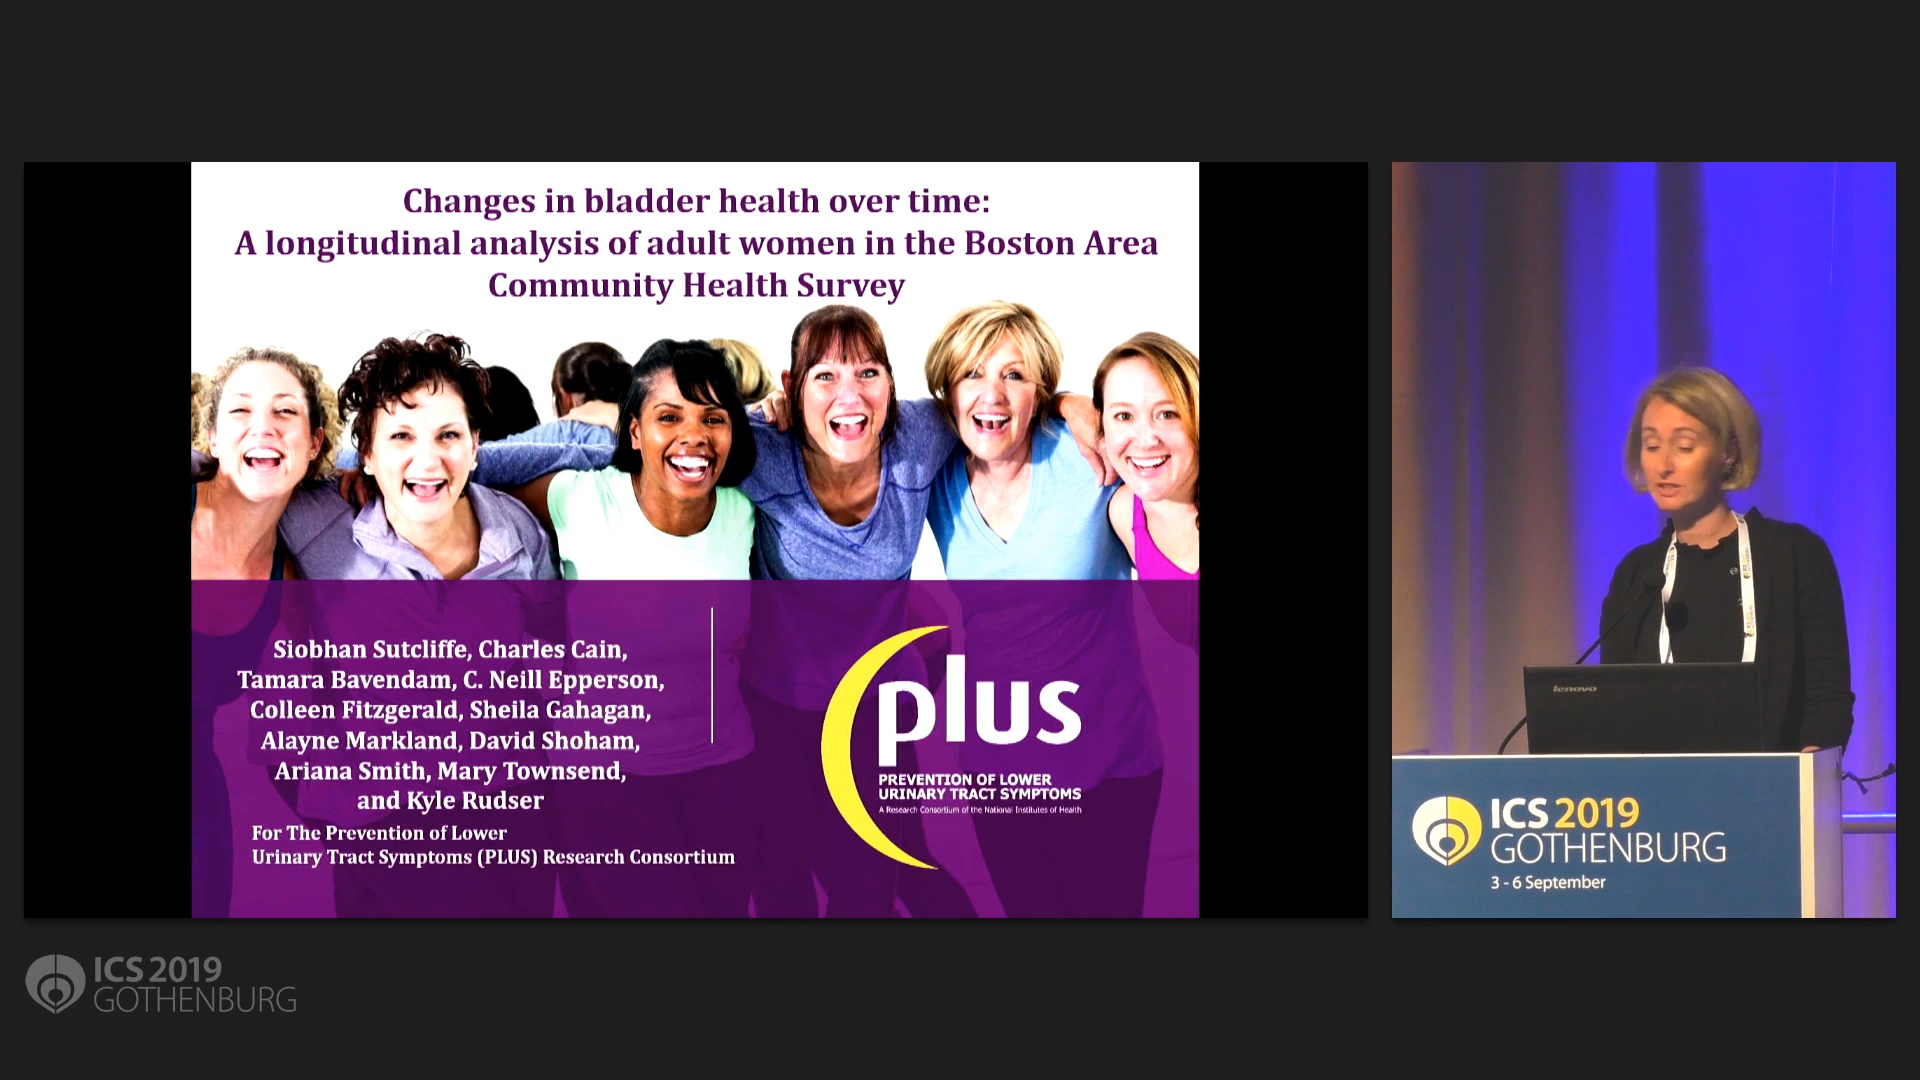 Changes in bladder health over time:
A longitudinal analysis of adult women in the Boston Area
Community Health Survey
Siobhan Sutcliffe, Charles Cain,
Tamara Bavendam, C. Neill Epperson,
Colleen Fitzgerald, Sheila Gahagan,
Alayne Markland, David Shoham,
Ariana Smith, Mary Townsend,
and Kyle Rudser
For The Prevention of Lower
Urinary Tract Symptoms (PLUS) Research Consortium
plus
PREVENTION OF LOWER
URINARY TRACT SYMPTOMS
A Research Consortium of the National Institutes of Health
lenovo
ICS 2019
GOTHENBURG
3 - 6 September
ICS 2019
GOTHENBURG